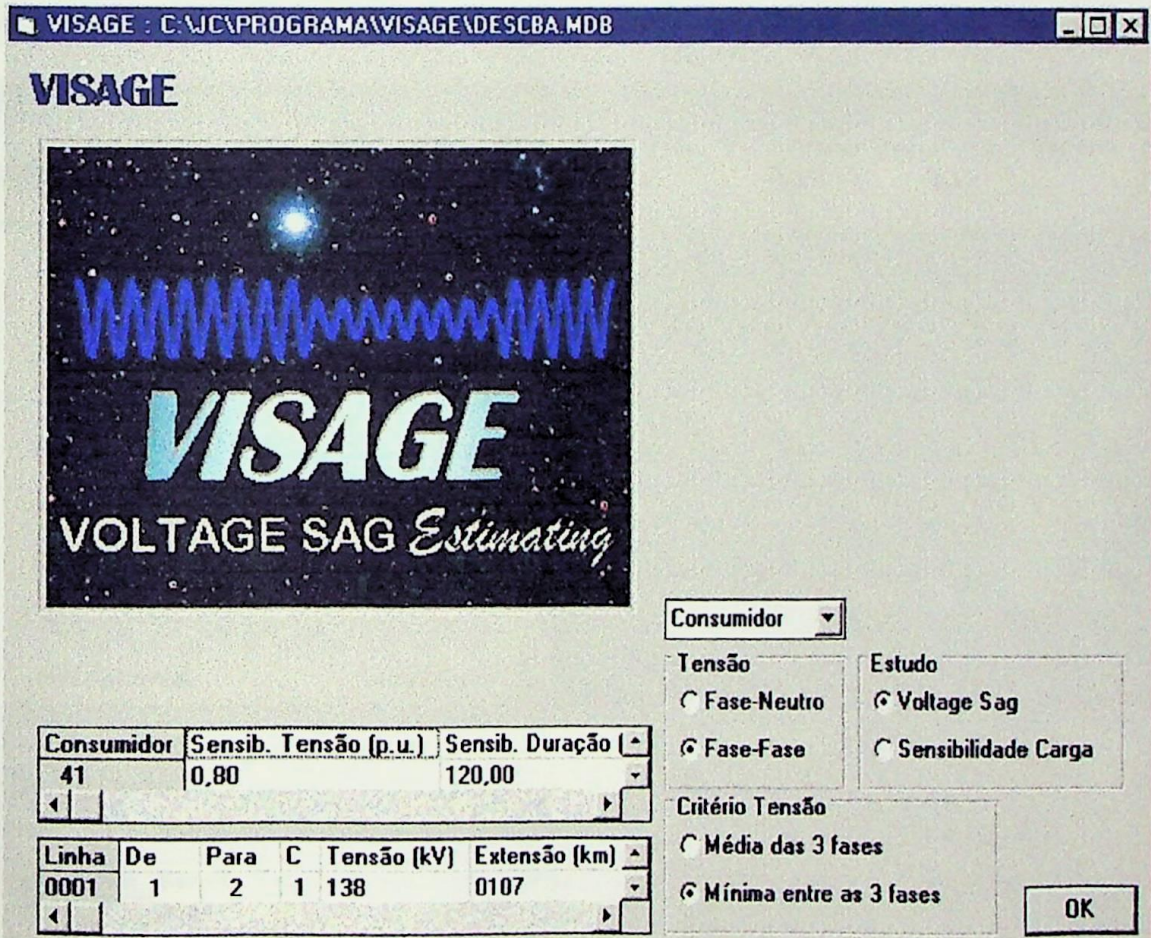 VISAGE : C:\JC\PROGRAMA\VISAGE\DESCBA.MDB
VISAGE
VISAGE
VOLTAGE SAG Estimating
Consumidor
Tensão
Fase-Neutro
Fase-Fase
Estudo
Voltage Sag
Sensibilidade Carga
Consumidor Sensib. Tensão (p.u.) Sensib. Duração (
41 0,80 120,00
Critério Tensão
Média das 3 fases
Mínima entre as 3 fases
Linha De Para C Tensão (kV) Extensão (km)
0001 1 2 1 138 0107
OK